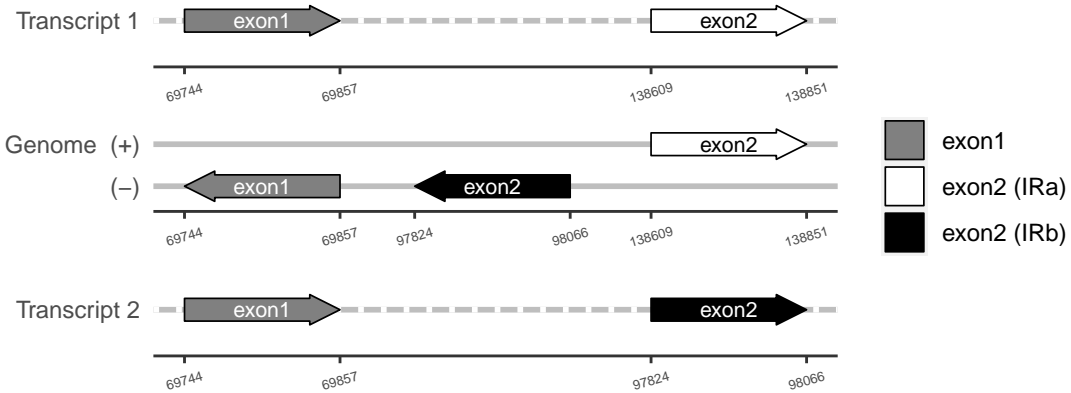 Transcript 1 exon1 exon2
69744 69857 138609 138851
Genome (+) exon2
(−) exon1 exon2
69744 69857 97824 98066 138609 138851
Transcript 2 exon1 exon2
69744 69857 97824 98066
exon1
exon2 (IRa)
exon2 (IRb)